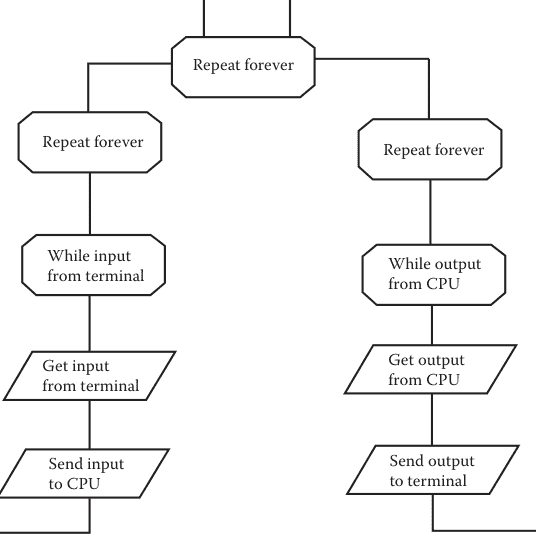 Repeat forever
Repeat forever
While input
from terminal
Get input
from terminal
Send input
to CPU
Repeat forever
While output
from CPU
Get output
from CPU
Send output
to terminal